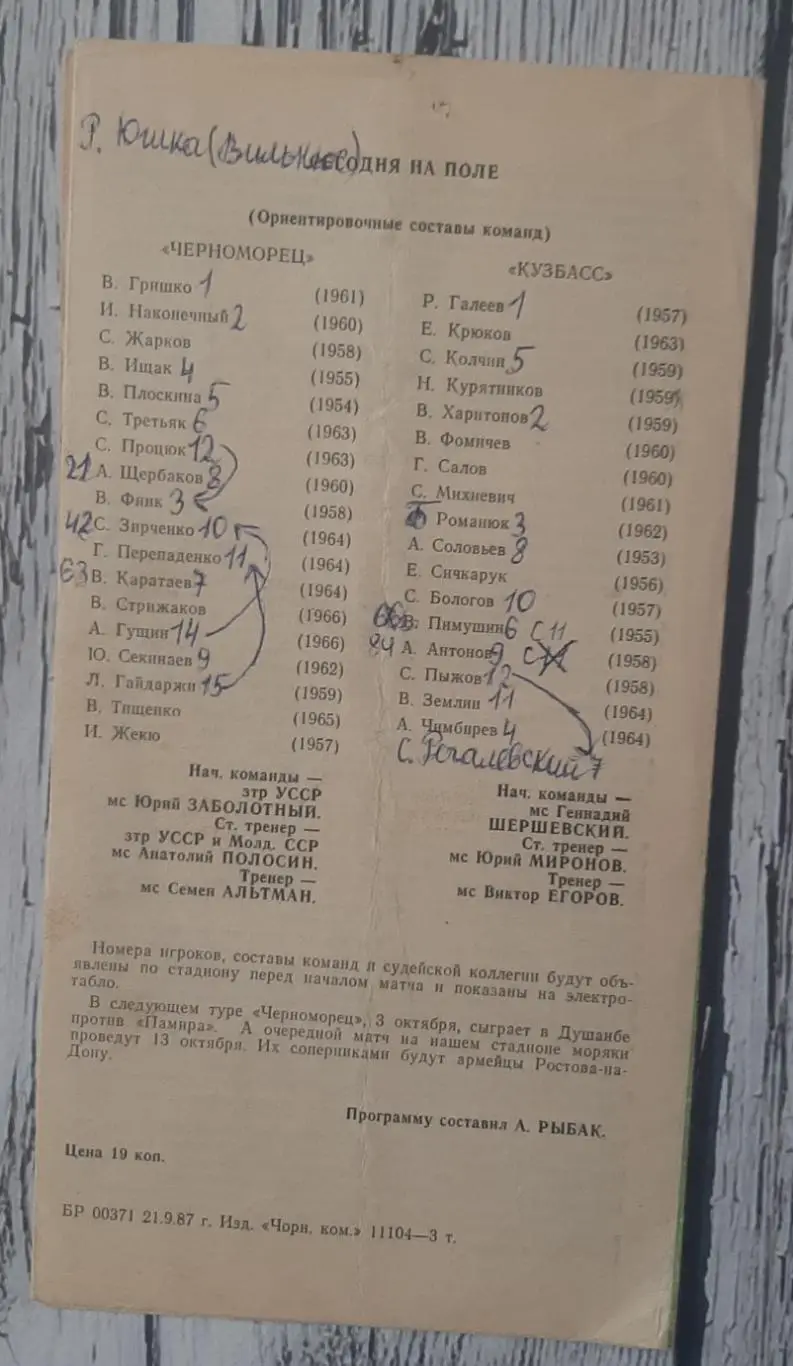 Р. Юшка (Вильнюс)
СЕГОДНЯ НА ПОЛЕ
(Ориентировочные составы команд)
«ЧЕРНОМОРЕЦ»
В. Гришко 1 (1961)
И. Наконечный 2 (1960)
С. Жарков (1958)
В. Ищак 4 (1955)
В. Плоскина 5 (1954)
С. Третьяк 6 (1963)
С. Процюк 12 (1963)
21 А. Щербаков 8 (1960)
В. Финк 3 (1958)
42 С. Зирченко 10 (1964)
Г. Перепаденко 11 (1964)
63 В. Каратаев 7 (1964)
В. Стрижаков (1966)
А. Гущин 14 (1966)
Ю. Секинаев 9 (1962)
Л. Гайдаржи 15 (1959)
В. Тищенко (1965)
И. Жекю (1957)
Нач. команды —
зтр УССР
мс Юрий ЗАБОЛОТНЫЙ.
Ст. тренер —
зтр УССР и Молд. ССР
мс Анатолий ПОЛОСИН.
Тренер —
мс Семен АЛЬТМАН.
«КУЗБАСС»
Р. Галеев 1 (1957)
Е. Крюков (1963)
С. Колчин 5 (1959)
Н. Курятников (1959)
В. Харитонов 2 (1959)
В. Фомичев (1960)
Г. Салов (1960)
С. Михневич (1961)
Романюк 3 (1962)
А. Соловьев 8 (1953)
Е. Сичкарук (1956)
С. Бологов 10 (1957)
В. Пимушин 6 С 11 (1955)
84 А. Антонов 9 (1958)
С. Пыжов 12 (1958)
В. Землин 11 (1964)
А. Чимбирев 4 (1964)
С. Рогалевский 7
Нач. команды —
мс Геннадий
ШЕРШЕВСКИЙ.
Ст. тренер —
мс Юрий МИРОНОВ.
Тренер —
мс Виктор ЕГОРОВ.
Номера игроков, составы команд и судейской коллегии будут объ-
явлены по стадиону перед началом матча и показаны на электро-
табло.
В следующем туре «Черноморец», 3 октября, сыграет в Душанбе
против «Памира». А очередной матч на нашем стадионе моряки
проведут 13 октября. Их соперниками будут армейцы Ростова-на-
Дону.
Программу составил А. РЫБАК.
Цена 19 коп.
БР 00371 21.9.87 г. Изд. «Чорн. ком.» 11104—3 т.